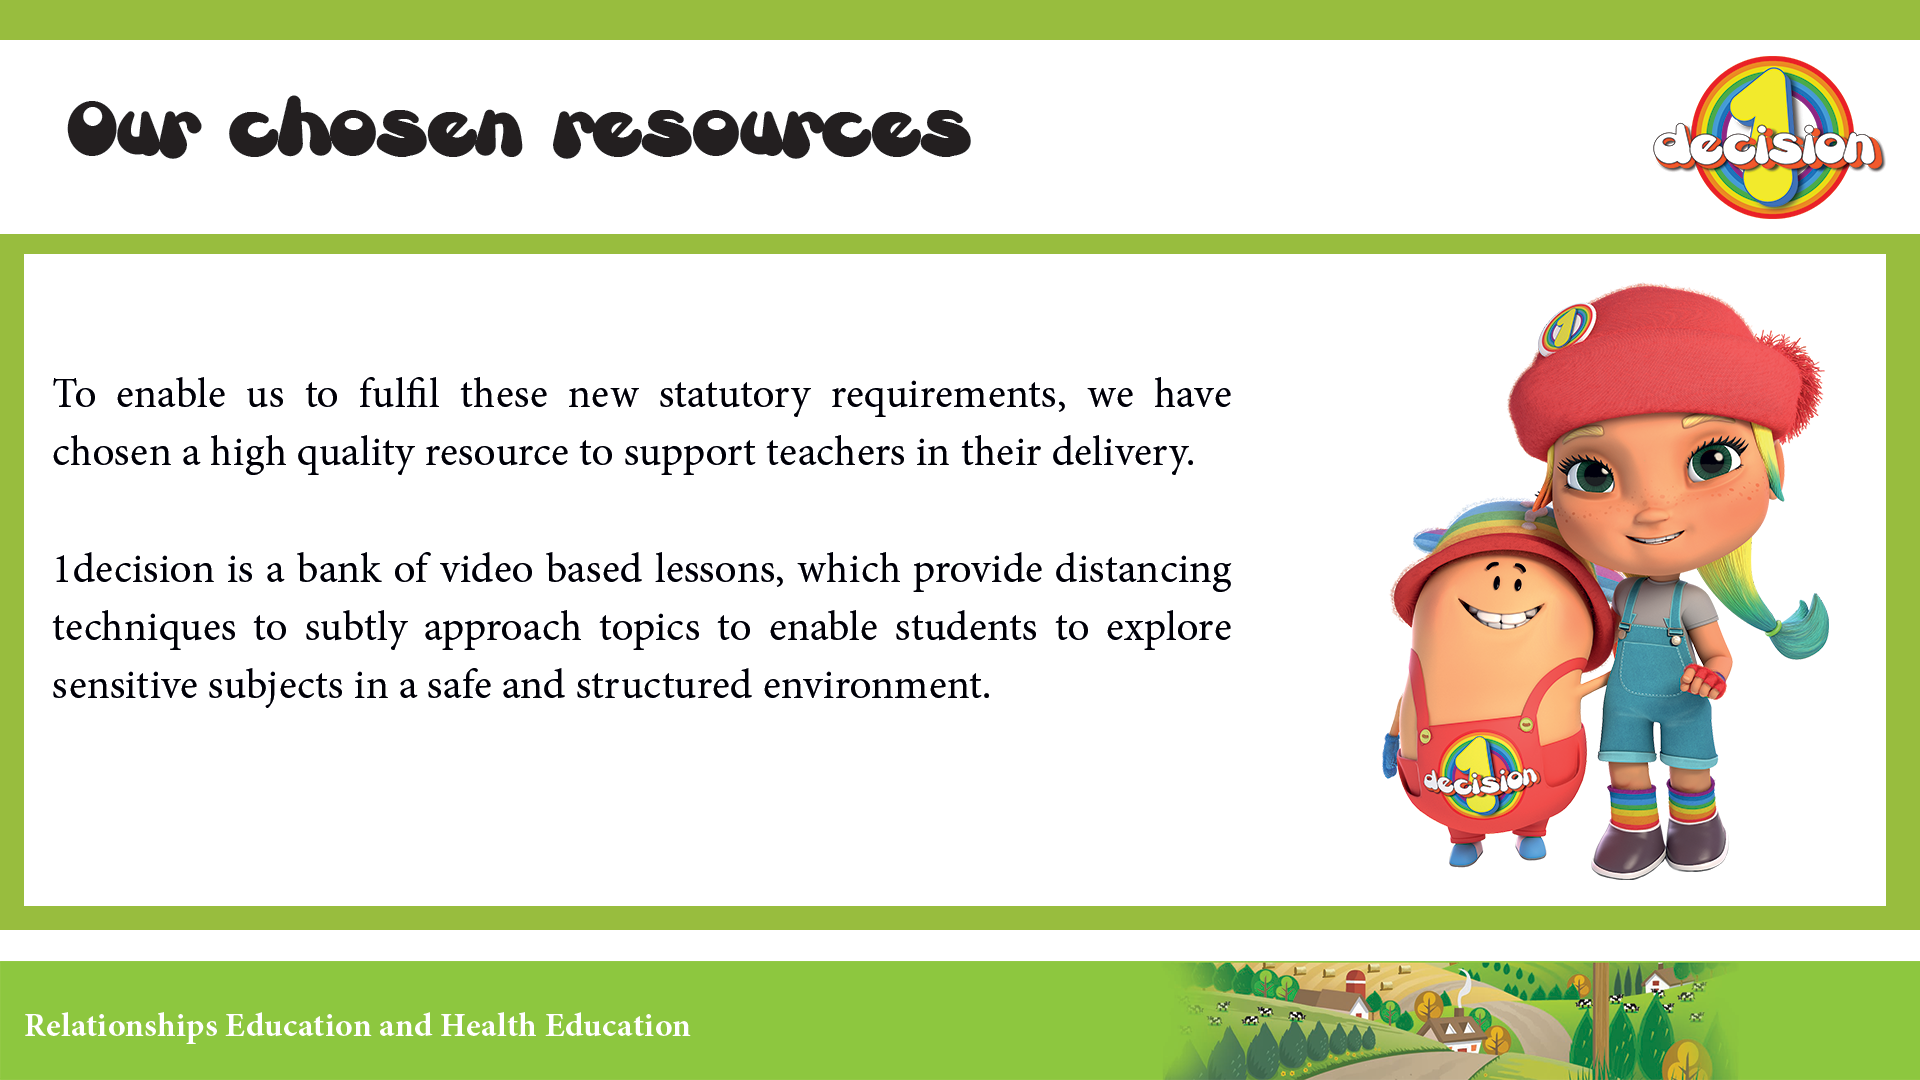 Our chosen resources
1
decision
1
To enable us to fulfil these new statutory requirements, we have
chosen a high quality resource to support teachers in their delivery.
1decision is a bank of video based lessons, which provide distancing
techniques to subtly approach topics to enable students to explore
sensitive subjects in a safe and structured environment.
1
decision
Relationships Education and Health Education